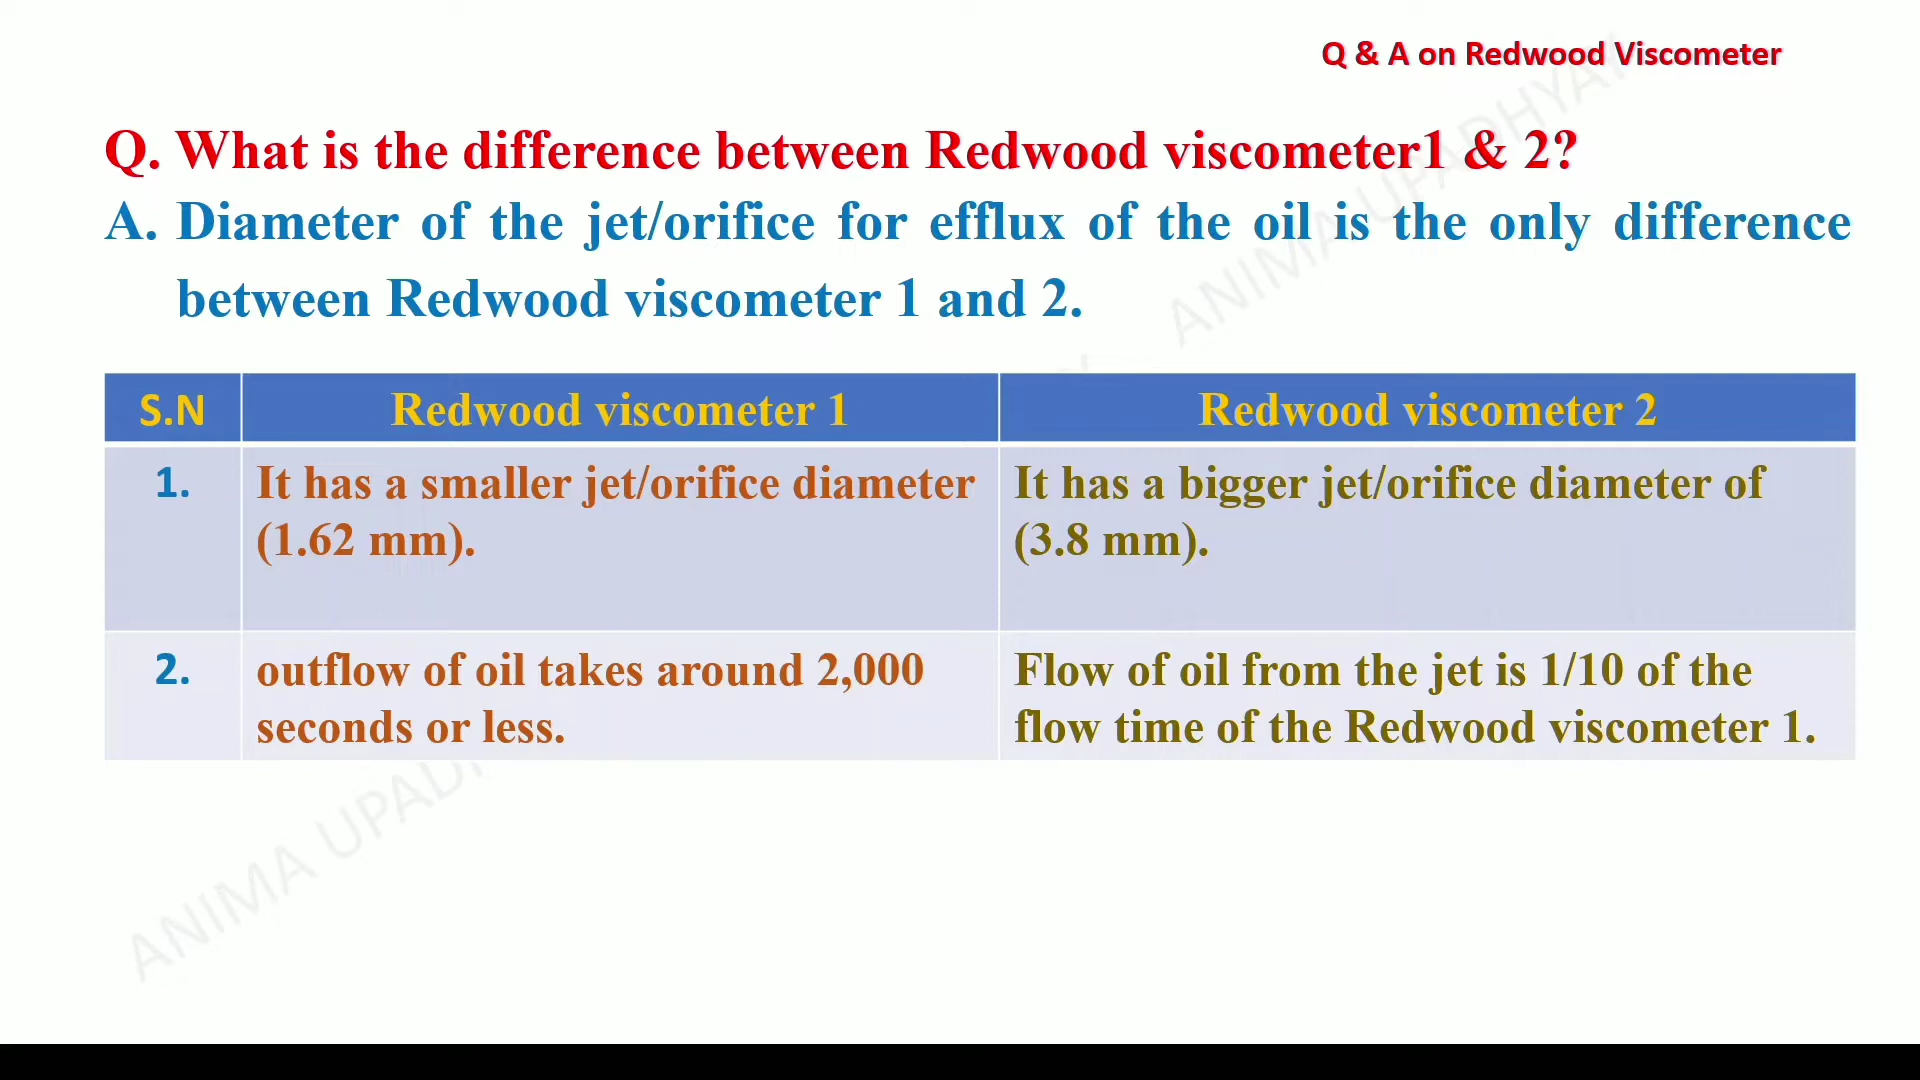 Q & A on Redwood Viscometer
Q. What is the difference between Redwood viscometer1 & 2?
A. Diameter of the jet/orifice for efflux of the oil is the only difference
between Redwood viscometer 1 and 2.
S.N Redwood viscometer 1 Redwood viscometer 2
1. It has a smaller jet/orifice diameter It has a bigger jet/orifice diameter of
(1.62 mm). (3.8 mm).
2. outflow of oil takes around 2,000 Flow of oil from the jet is 1/10 of the
seconds or less. flow time of the Redwood viscometer 1.
ANIMA UPADHYAY
ANIMA